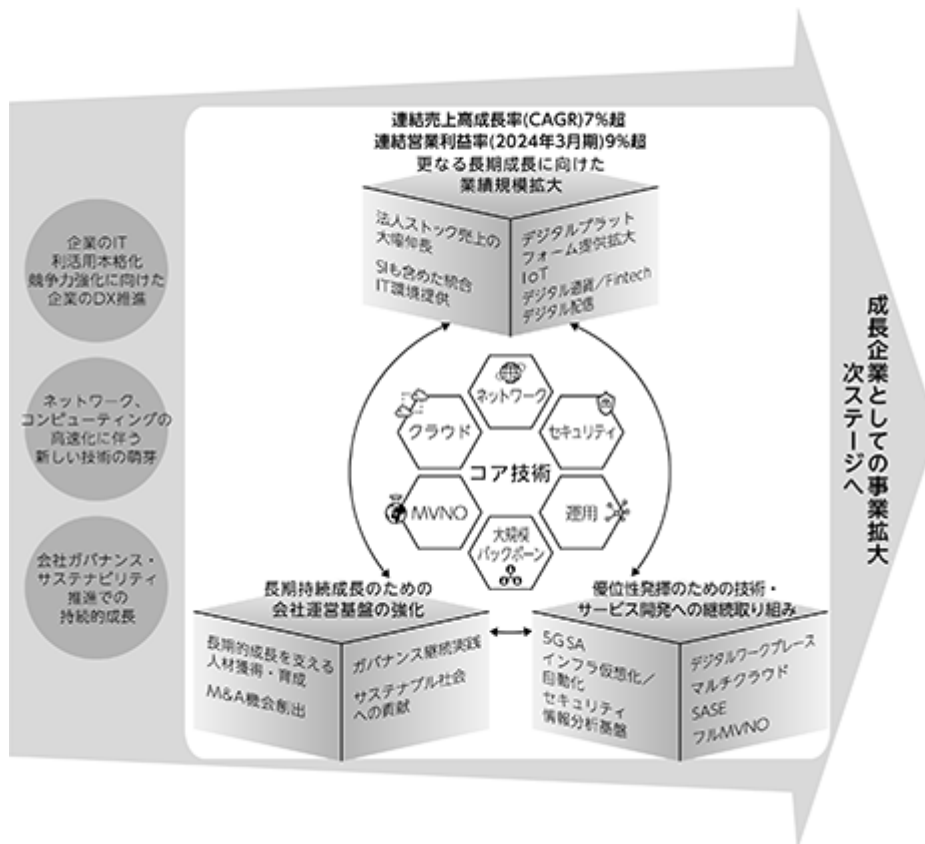 連結売上高成長率(CAGR)7%超
連結営業利益率(2024年3月期)9%超
更なる長期成長に向けた
業績規模拡大
法人ストック売上の
大幅伸長
SIも含めた統合
IT環境提供
デジタルプラット
フォーム提供拡大
IoT
デジタル通貨/Fintech
デジタル配信
企業のIT
利活用本格化
競争力強化に向けた
企業のDX推進
ネットワーク、
コンピューティングの
高速化に伴う
新しい技術の萌芽
会社ガバナンス・
サステナビリティ
推進での
持続的成長
ネットワーク
クラウド
セキュリティ
コア技術
MVNO
運用
大規模
バックボーン
長期持続成長のための
会社運営基盤の強化
長期的成長を支える
人材獲得・育成
M&A機会創出
ガバナンス継続実践
サステナブル社会
への貢献
優位性発揮のための技術・
サービス開発への継続取り組み
5G SA
インフラ仮想化/
自動化
セキュリティ
情報分析基盤
デジタルワークプレース
マルチクラウド
SASE
フルMVNO
成長企業としての事業拡大
次ステージへ